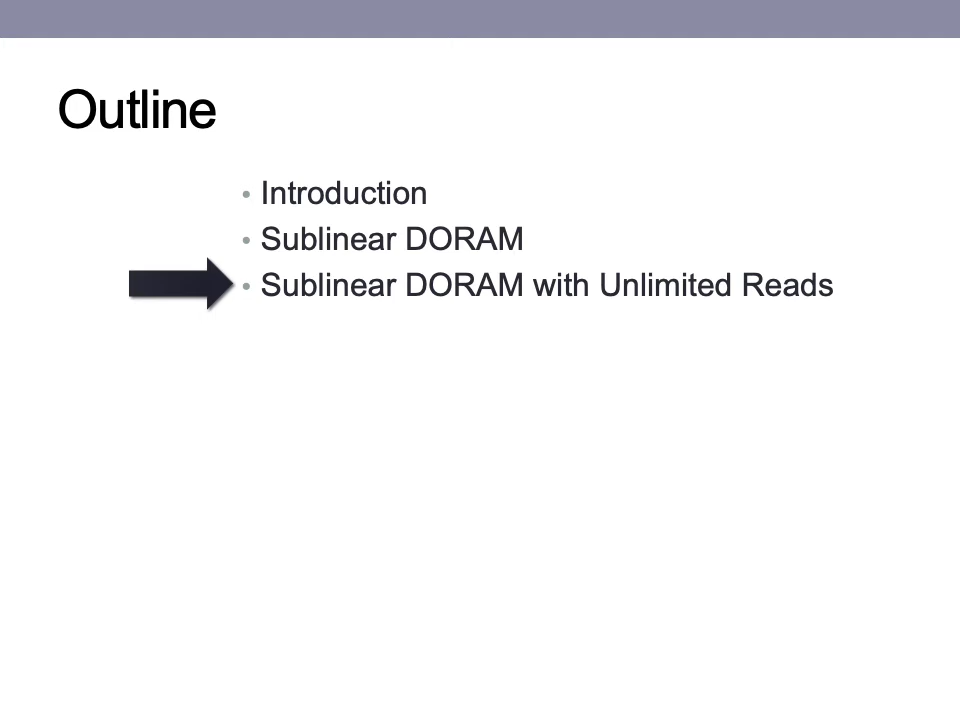 Outline
• Introduction
• Sublinear DORAM
• Sublinear DORAM with Unlimited Reads